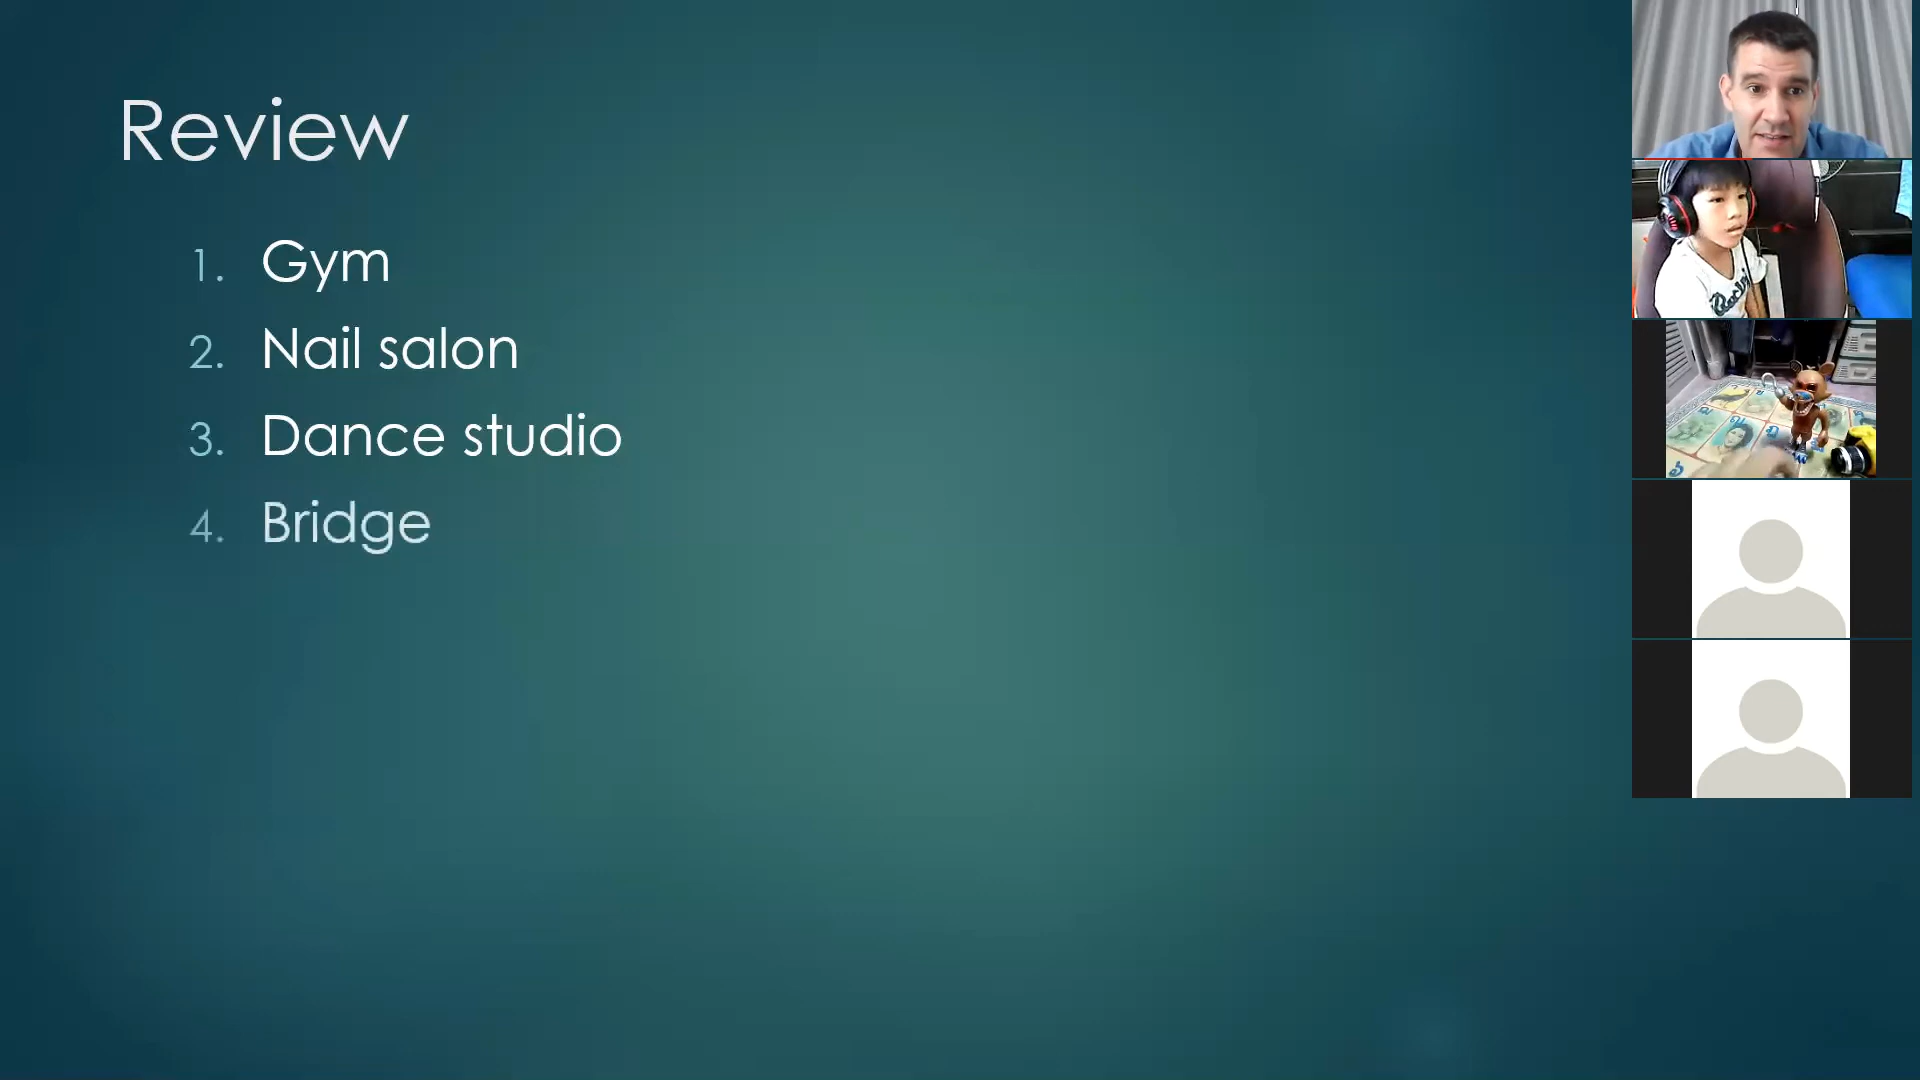 Review
1. Gym
2. Nail salon
3. Dance studio
4. Bridge